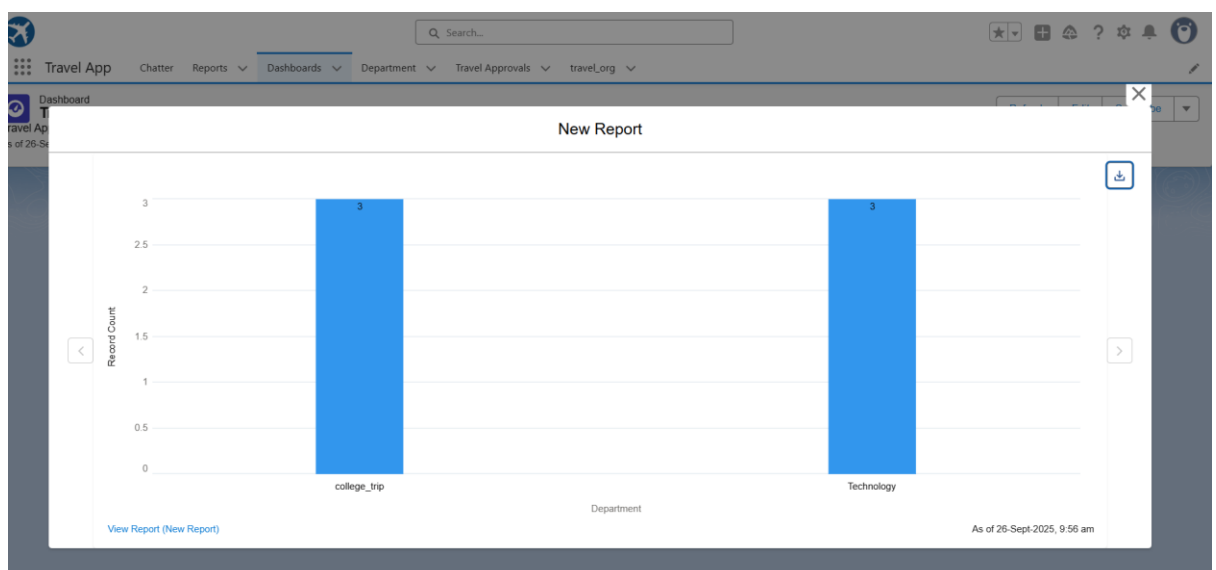 Search...
Travel App Chatter Reports Dashboards Department Travel Approvals travel_org
Dashboard
New Report
3
2.5
2
1.5
1
0.5
0
Record Count
3
3
college_trip
Technology
Department
View Report (New Report)
As of 26-Sept-2025, 9:56 am